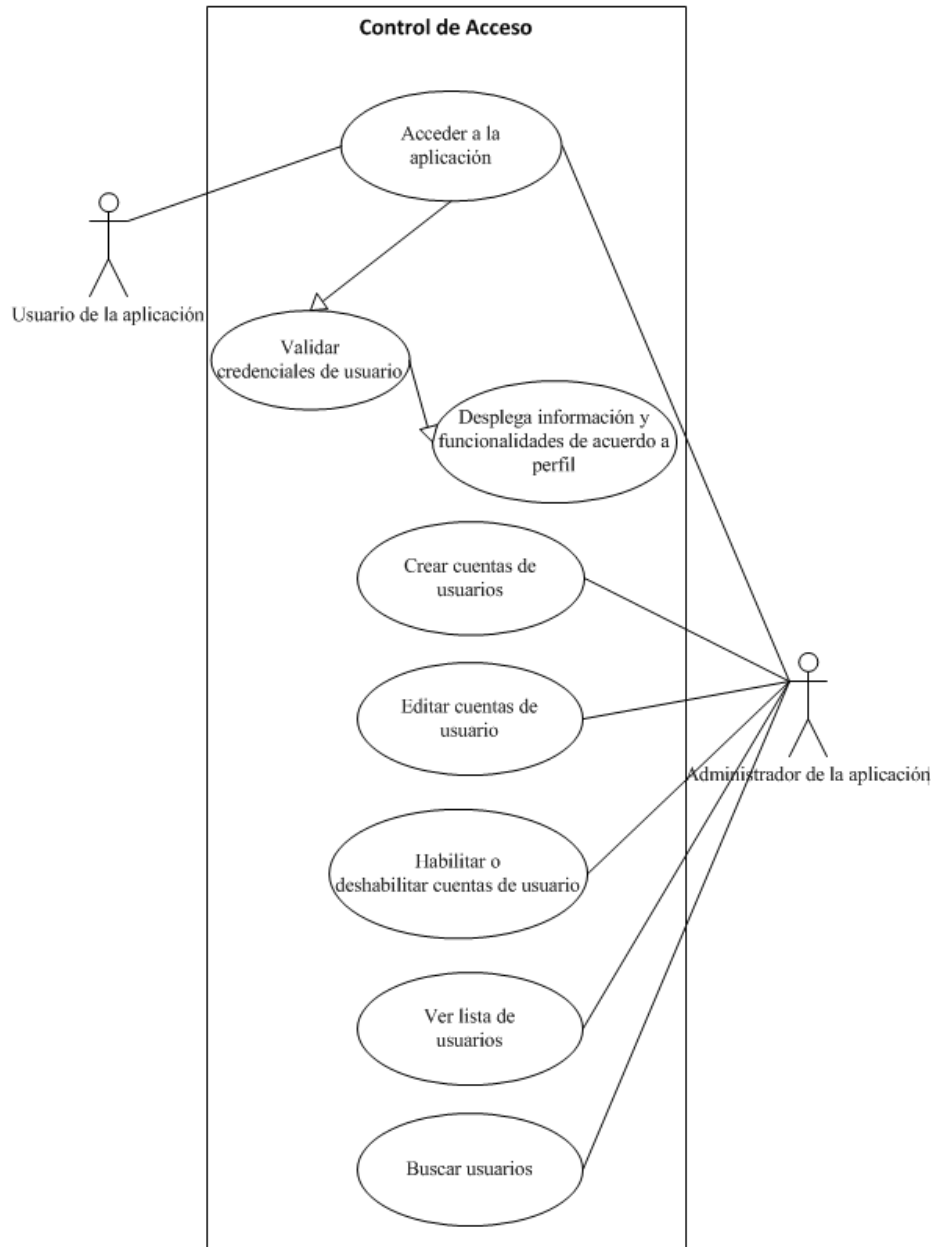 Control de Acceso
Acceder a la
aplicación
Usuario de la aplicación
Validar
credenciales de usuario
Desplega información y
funcionalidades de acuerdo a
perfil
Crear cuentas de
usuarios
Editar cuentas de
usuario
Administrador de la aplicación
Habilitar o
deshabilitar cuentas de usuario
Ver lista de
usuarios
Buscar usuarios